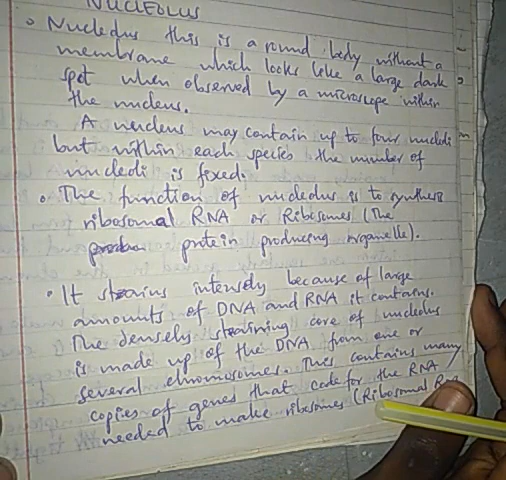 NUCLEOLUS
Nucleolus this is a round body without a
membrane which looks like a large dark
spot when observed by a microscope within
the nucleus.
A nucleus may contain up to four nucleoli
but within each species the number of
nucleoli is fixed.
The function of nucleolus is to synthesis
ribosomal RNA or Ribosomes (The
protein producing organelle).
It stains intensely because of large
amounts of DNA and RNA it contains.
The densely staining core of nucleolus
is made up of the DNA from one or
several chromosomes. This contains many
copies of genes that code for the RNA
needed to make ribosomes (Ribosomal